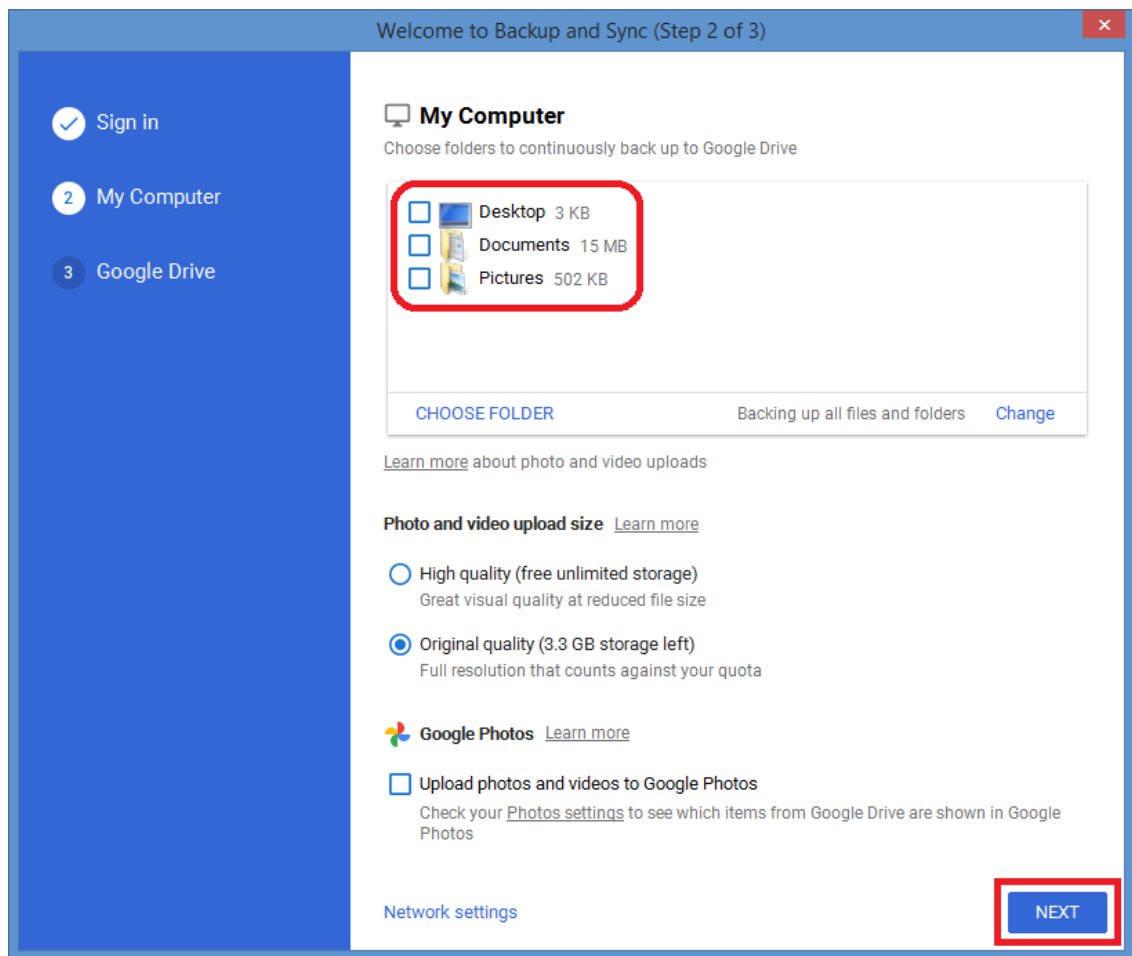 Welcome to Backup and Sync (Step 2 of 3)
Sign in
2 My Computer
3 Google Drive
My Computer
Choose folders to continuously back up to Google Drive
Desktop 3 KB
Documents 15 MB
Pictures 502 KB
CHOOSE FOLDER Backing up all files and folders Change
Learn more about photo and video uploads
Photo and video upload size Learn more
High quality (free unlimited storage)
Great visual quality at reduced file size
Original quality (3.3 GB storage left)
Full resolution that counts against your quota
Google Photos Learn more
Upload photos and videos to Google Photos
Check your Photos settings to see which items from Google Drive are shown in Google
Photos
Network settings NEXT